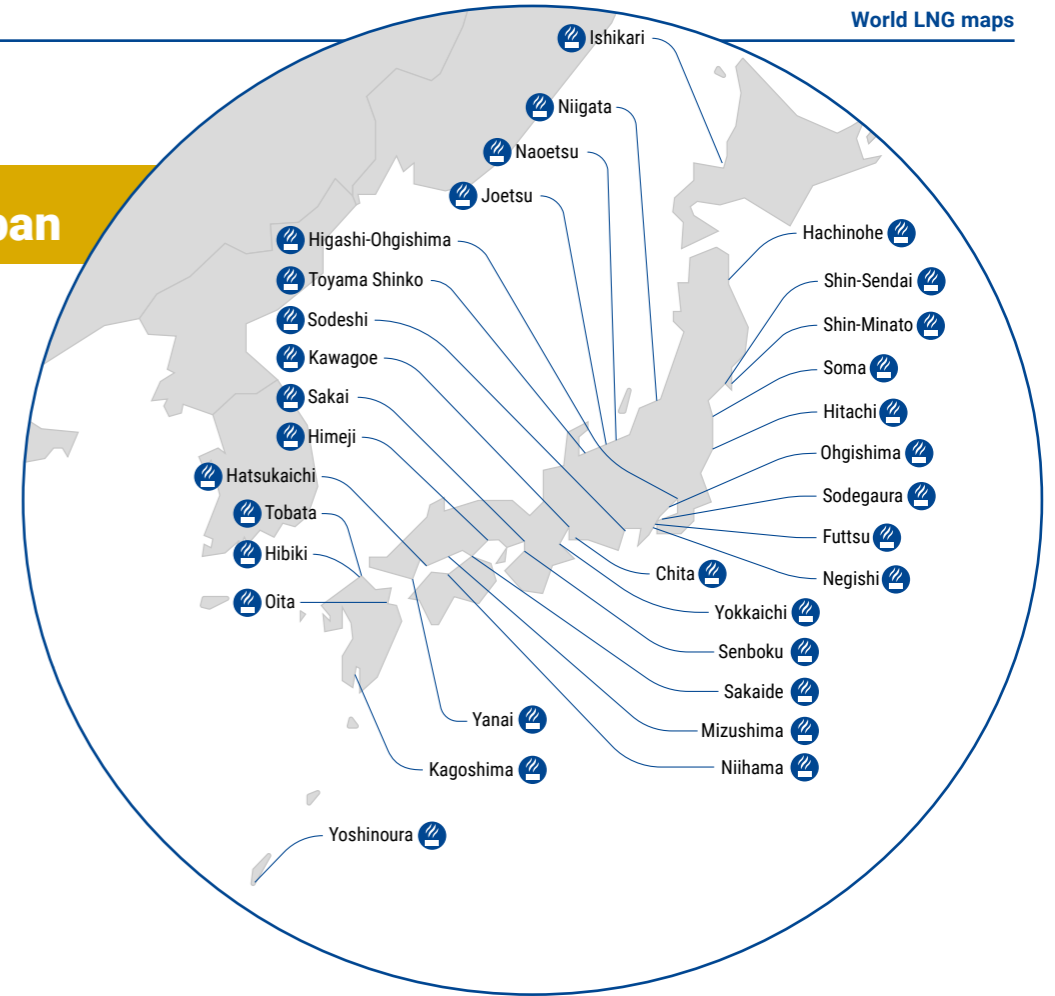 World LNG maps
pan
Ishikari
Niigata
Naoetsu
Joetsu
Higashi-Ohgishima
Toyama Shinko
Sodeshi
Kawagoe
Sakai
Himeji
Hatsukaichi
Tobata
Hibiki
Oita
Hachinohe
Shin-Sendai
Shin-Minato
Soma
Hitachi
Ohgishima
Sodegaura
Futtsu
Negishi
Chita
Yokkaichi
Senboku
Sakaide
Mizushima
Niihama
Yanai
Kagoshima
Yoshinoura